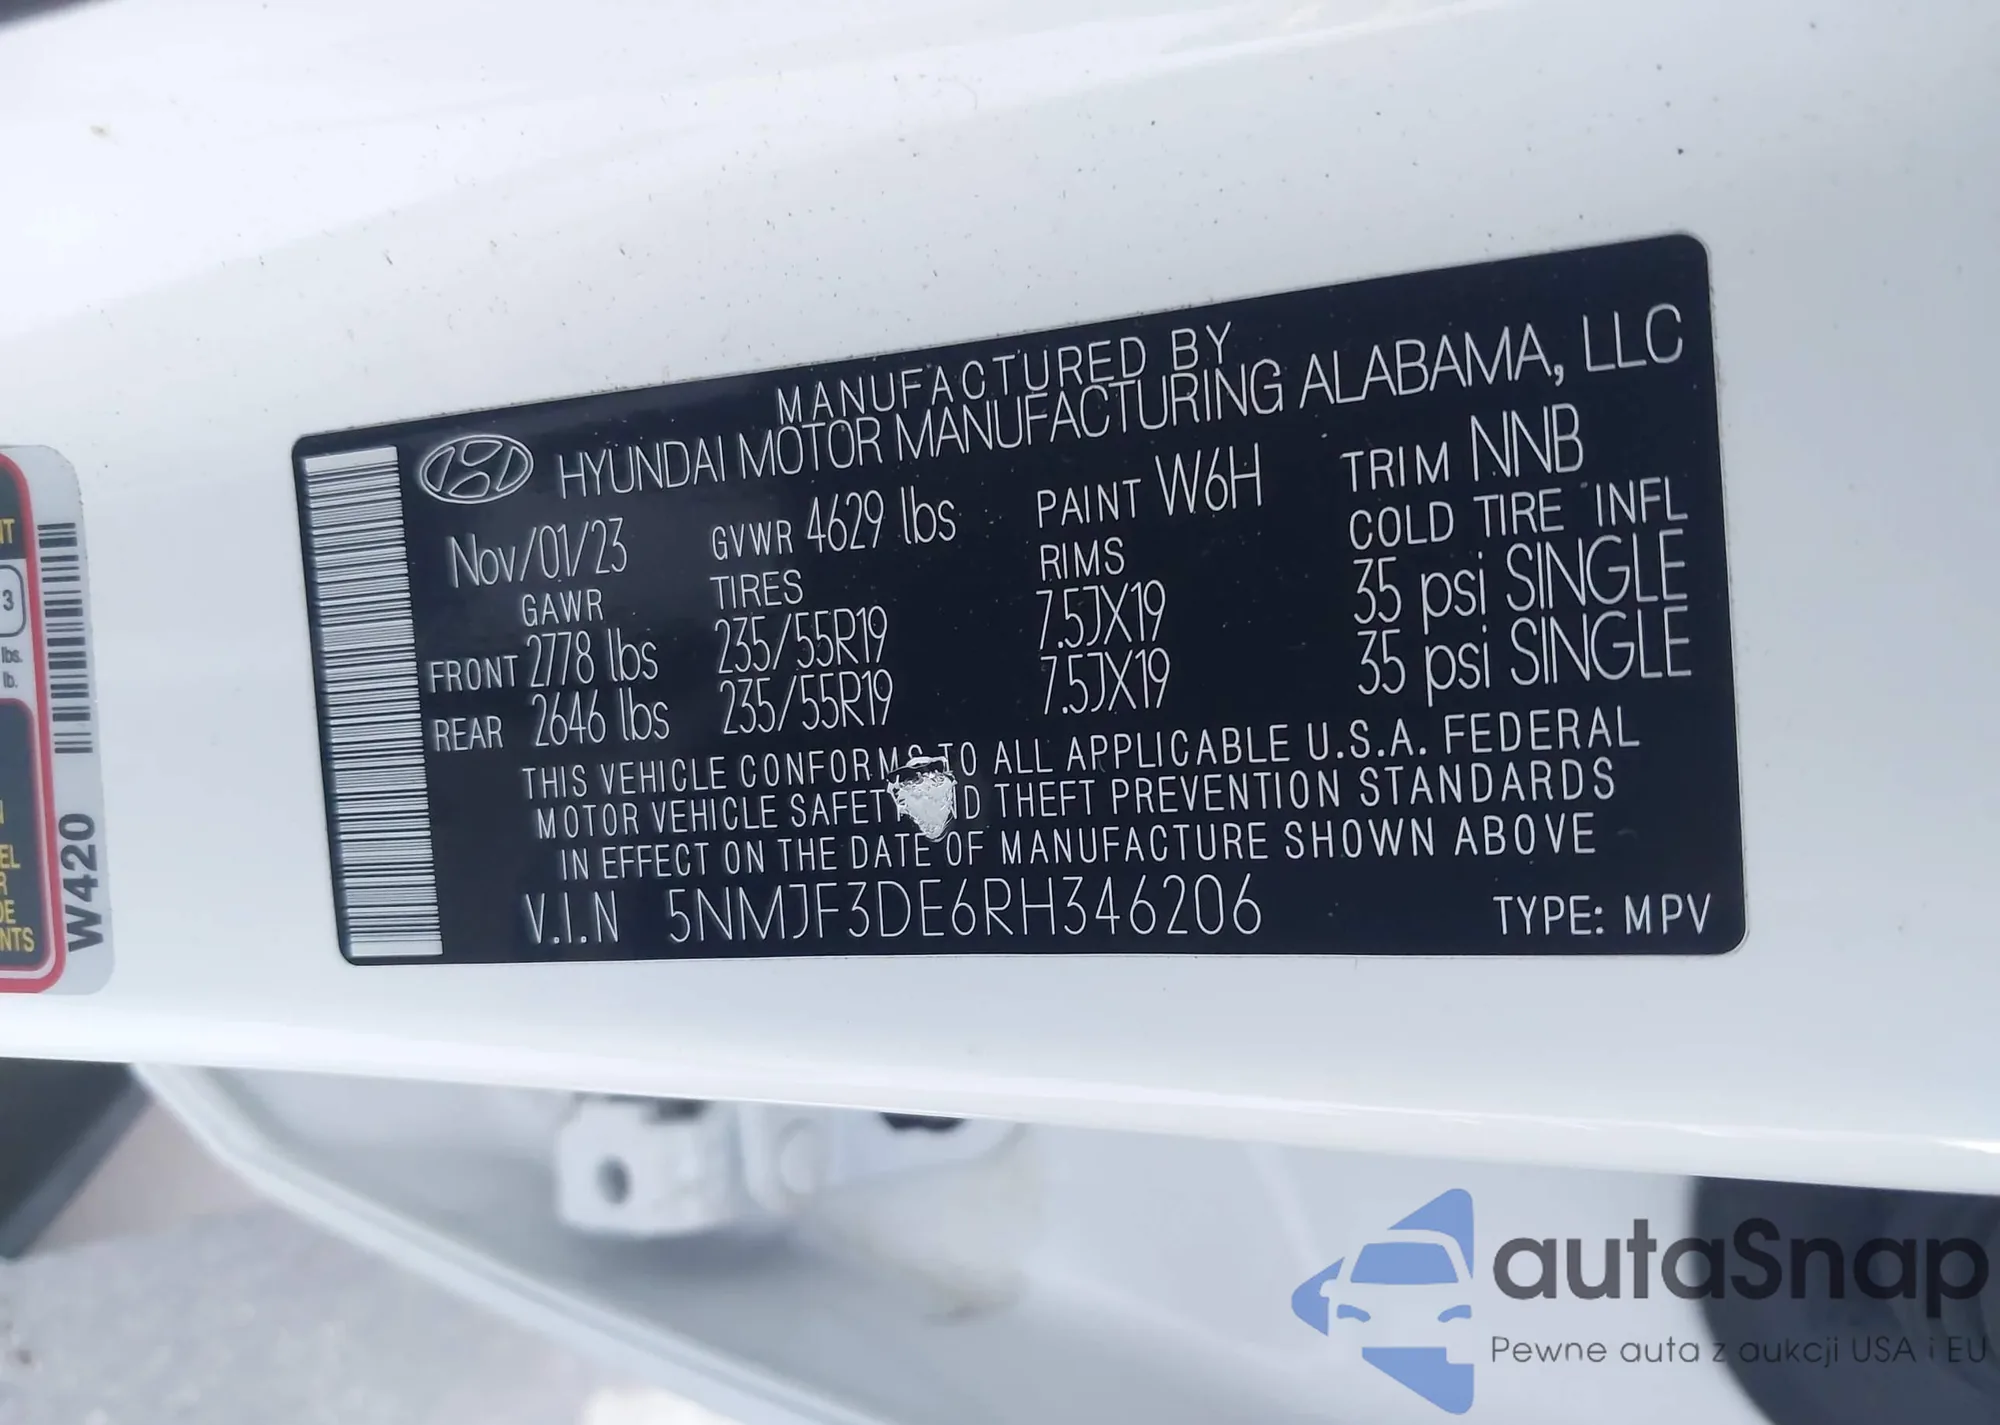 MANUFACTURED BY
HYUNDAI MOTOR MANUFACTURING ALABAMA, LLC
Nov/01/23 GVWR 4629 lbs PAINT W6H TRIM NNB
GAWR TIRES RIMS COLD TIRE INFL
FRONT 2778 lbs 235/55R19 7.5JX19 35 psi SINGLE
REAR 2646 lbs 235/55R19 7.5JX19 35 psi SINGLE
THIS VEHICLE CONFORMS TO ALL APPLICABLE U.S.A. FEDERAL
MOTOR VEHICLE SAFETY THEFT PREVENTION STANDARDS
IN EFFECT ON THE DATE OF MANUFACTURE SHOWN ABOVE
V.I.N 5NMJF3DE6RH346206 TYPE: MPV
W420
3
lbs.
lb.
autaSnap
Pewne auta z aukcji USA i EU